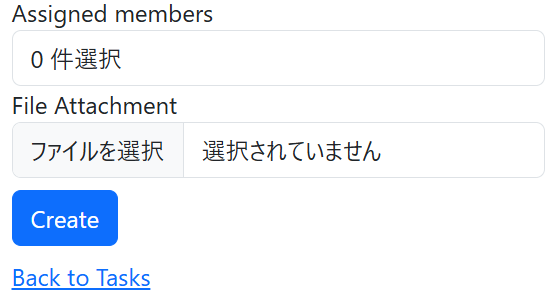 Assigned members
0 件選択
File Attachment
ファイルを選択 選択されていません
Create
Back to Tasks